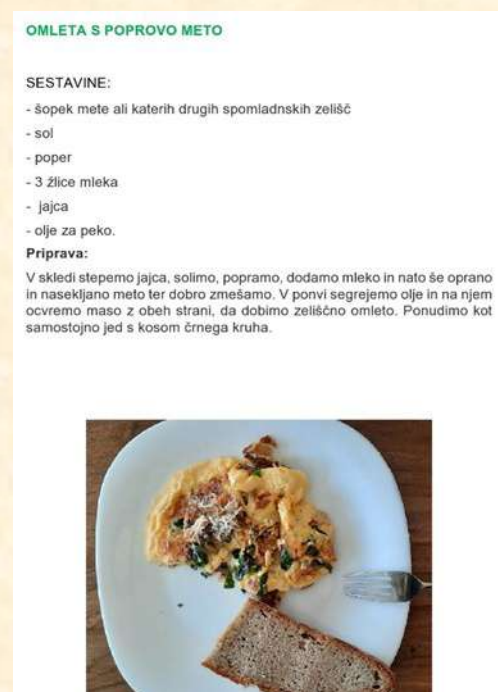 OMLETA S POPROVO METO
SESTAVINE:
- šopek mete ali katerih drugih spomladnskih zelišč
- sol
- poper
- 3 žlice mleka
- jajca
- olje za peko.
Priprava:
V skledi stepemo jajca, solimo, popramo, dodamo mleko in nato še oprano
in nasekljano meto ter dobro zmešamo. V ponvi segrejemo olje in na njem
ocvremo maso z obeh strani, da dobimo zeliščno omleto. Ponudimo kot
samostojno jed s kosom črnega kruha.